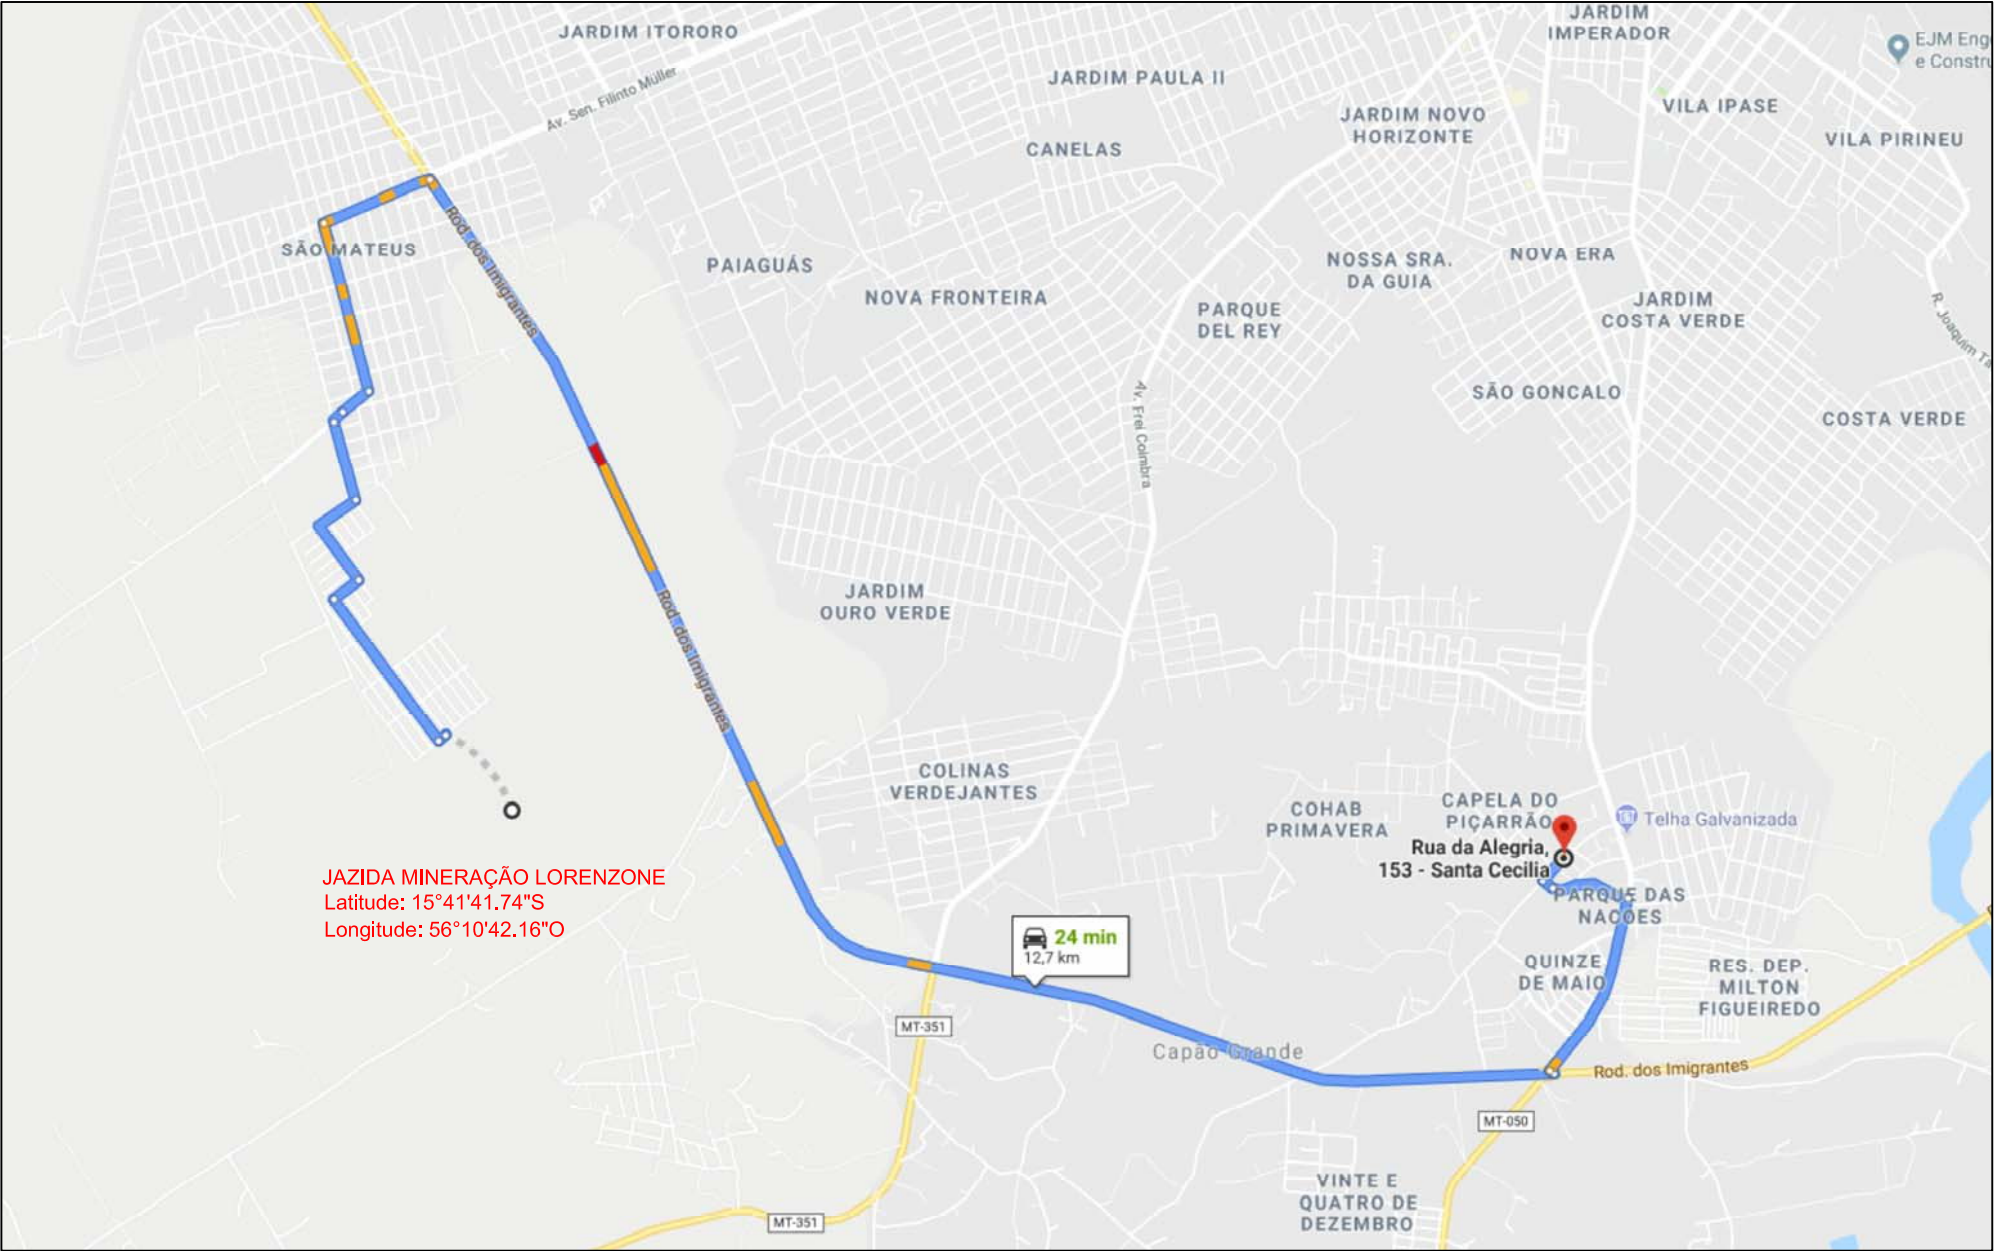 JARDIM ITORORO
Av. Sen. Filinto Müller
JARDIM PAULA II
CANELAS
JARDIM
IMPERADOR
EJM Eng
e Constru
VILA IPASE
JARDIM NOVO
HORIZONTE
VILA PIRINEU
SÃO MATEUS
Rod. dos Imigrantes
PAIAGUÁS
NOVA FRONTEIRA
PARQUE
DEL REY
NOSSA SRA.
DA GUIA
NOVA ERA
JARDIM
COSTA VERDE
R. Joaquim Ta
Av. Frei Coimbra
SÃO GONCALO
COSTA VERDE
JARDIM
OURO VERDE
Rod. dos Imigrantes
COLINAS
VERDEJANTES
COHAB
PRIMAVERA
CAPELA DO
PIÇARRÃO
Telha Galvanizada
Rua da Alegria,
153 - Santa Cecilia
PARQUE DAS
NACOES
JAZIDA MINERAÇÃO LORENZONE
Latitude: 15°41'41.74"S
Longitude: 56°10'42.16"O
24 min
12,7 km
QUINZE
DE MAIO
RES. DEP.
MILTON
FIGUEIREDO
MT-351
Capão Grande
Rod. dos Imigrantes
MT-050
VINTE E
QUATRO DE
DEZEMBRO
MT-351